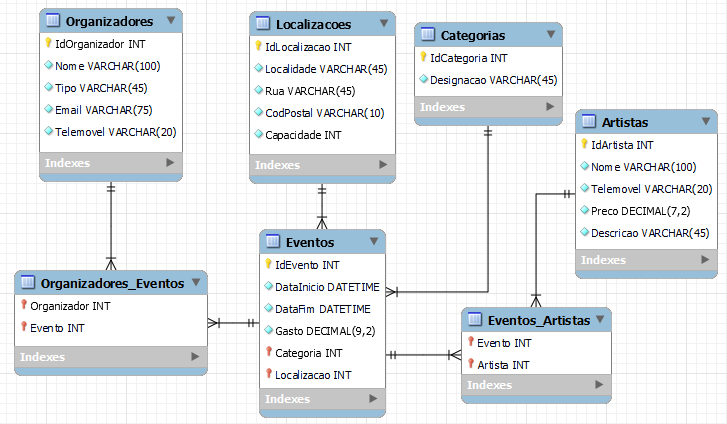 Organizadores
IdOrganizador INT
Nome VARCHAR(100)
Tipo VARCHAR(45)
Email VARCHAR(75)
Telemovel VARCHAR(20)
Indexes
Localizacoes
IdLocalizacao INT
Localidade VARCHAR(45)
Rua VARCHAR(45)
CodPostal VARCHAR(10)
Capacidade INT
Indexes
Categorias
IdCategoria INT
Designacao VARCHAR(45)
Indexes
Artistas
IdArtista INT
Nome VARCHAR(100)
Telemovel VARCHAR(20)
Preco DECIMAL(7,2)
Descricao VARCHAR(45)
Indexes
Organizadores_Eventos
Organizador INT
Evento INT
Indexes
Eventos
IdEvento INT
DataInicio DATETIME
DataFim DATETIME
Gasto DECIMAL(9,2)
Categoria INT
Localizacao INT
Indexes
Eventos_Artistas
Evento INT
Artista INT
Indexes